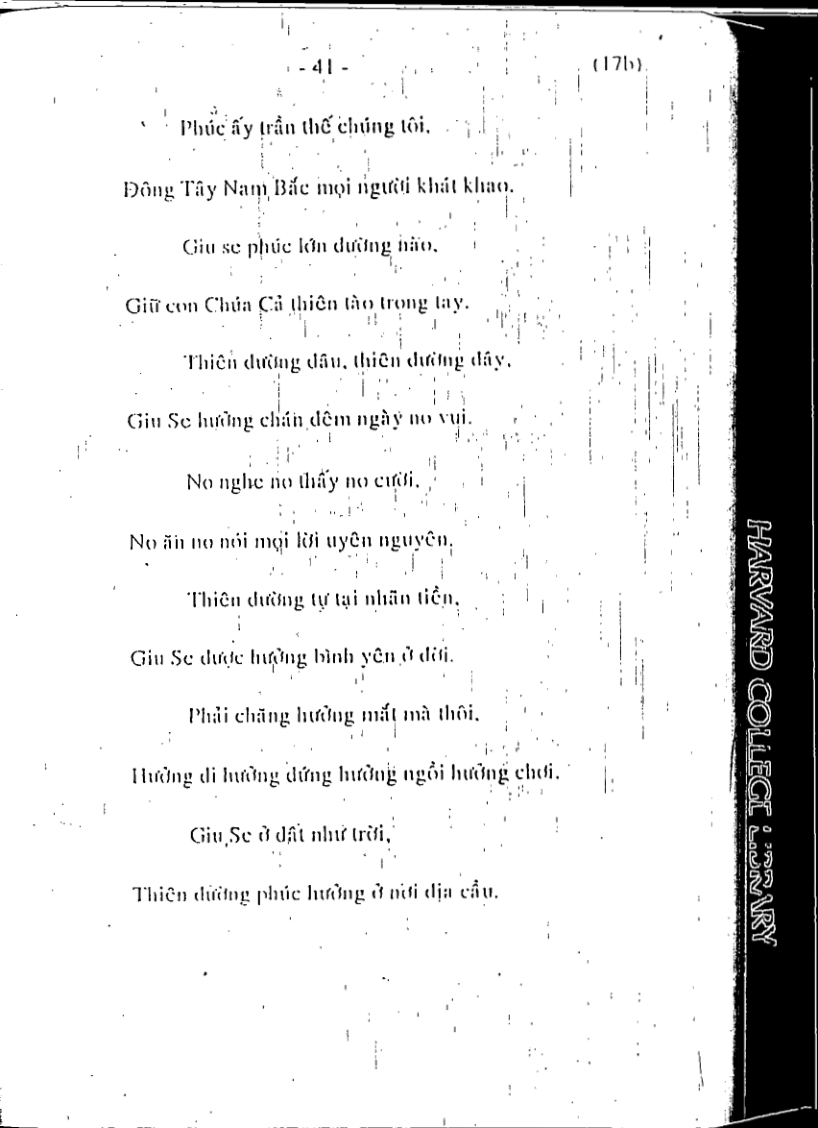 - 41 -
(17b)
Phúc ấy trần thế chúng tôi,
Đông Tây Nam Bắc mọi người khát khao.
Giu se phúc lớn dường nào,
Giữ con Chúa Cả thiên tào trong tay.
Thiên đường đâu, thiên đường đây,
Giu Se hưởng chán đêm ngày no vui.
No nghe no thấy no cười,
No ăn no nói mọi lời uyên nguyên,
Thiên đường tự tại nhãn tiền,
Giu Se được hưởng bình yên ở đời.
Phải chăng hưởng mất mà thôi,
Hưởng đi hưởng đứng hưởng ngồi hưởng chơi.
Giu Se ở đất như trời,
Thiên đường phúc hưởng ở nơi địa cầu.
HARVARD COLLEGE LIBRARY